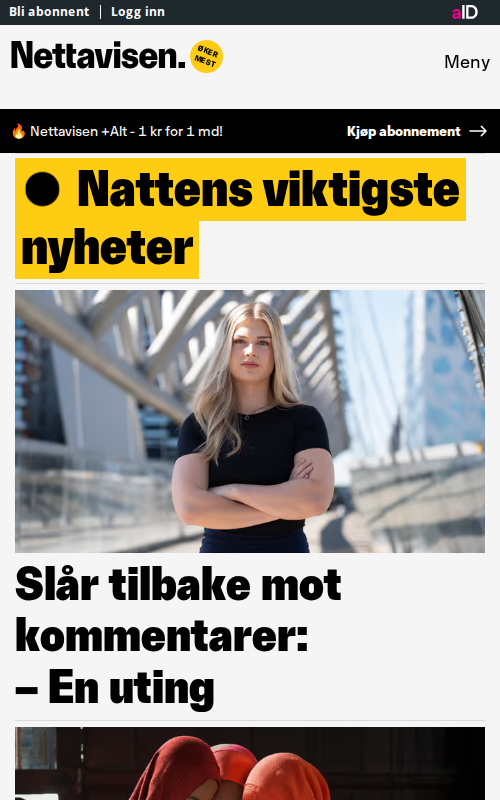 Bli abonnent | Logg inn
aID
Nettavisen.
ØKER
MEST
Meny
🔥 Nettavisen +Alt - 1 kr for 1 md!
Kjøp abonnement →
Nattens viktigste
nyheter
Slår tilbake mot
kommentarer:
– En uting